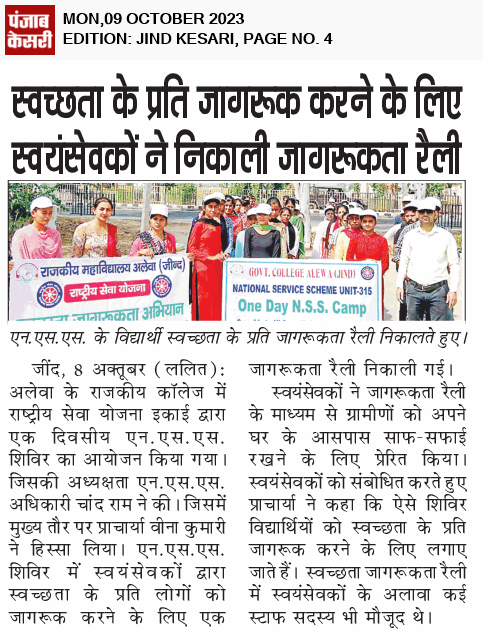 पंजाब केसरी
MON,09 OCTOBER 2023
EDITION: JIND KESARI, PAGE NO. 4
स्वच्छता के प्रति जागरूक करने के लिए
स्वयंसेवकों ने निकाली जागरूकता रैली
राजकीय महाविद्यालय अलेवा (जीन्द)
राष्ट्रीय सेवा योजना
स्वच्छता जागरूकता अभियान
GOVT. COLLEGE ALEWA (JIND)
NATIONAL SERVICE SCHEME UNIT-315
One Day N.S.S. Camp
एन.एस.एस. के विद्यार्थी स्वच्छता के प्रति जागरूकता रैली निकालते हुए।
जींद, 8 अक्तूबर (ललित):
अलेवा के राजकीय कॉलेज में
राष्ट्रीय सेवा योजना इकाई द्वारा
एक दिवसीय एन.एस.एस.
शिविर का आयोजन किया गया।
जिसकी अध्यक्षता एन.एस.एस.
अधिकारी चांद राम ने की। जिसमें
मुख्य तौर पर प्राचार्या वीना कुमारी
ने हिस्सा लिया। एन.एस.एस.
शिविर में स्वयंसेवकों द्वारा
स्वच्छता के प्रति लोगों को
जागरूक करने के लिए एक
जागरूकता रैली निकाली गई।
स्वयंसेवकों ने जागरूकता रैली
के माध्यम से ग्रामीणों को अपने
घर के आसपास साफ-सफाई
रखने के लिए प्रेरित किया।
स्वयंसेवकों को संबोधित करते हुए
प्राचार्या ने कहा कि ऐसे शिविर
विद्यार्थियों को स्वच्छता के प्रति
जागरूक करने के लिए लगाए
जाते हैं। स्वच्छता जागरूकता रैली
में स्वयंसेवकों के अलावा कई
स्टाफ सदस्य भी मौजूद थे।